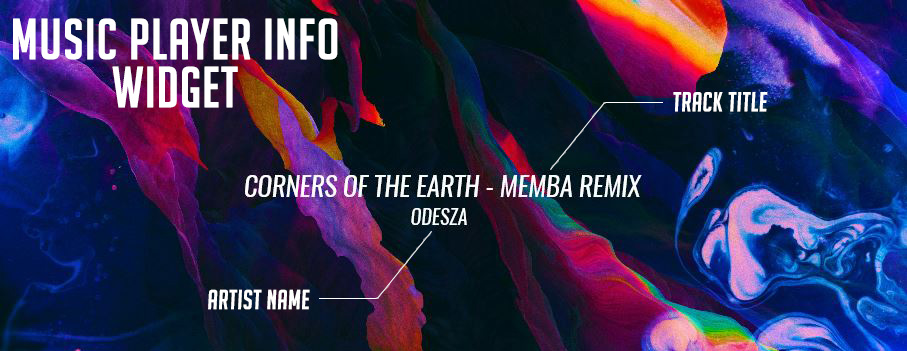 MUSIC PLAYER INFO
WIDGET
TRACK TITLE
CORNERS OF THE EARTH - MEMBA REMIX
ODESZA
ARTIST NAME